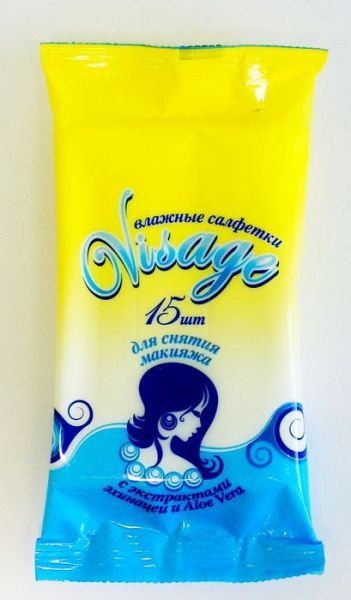 влажные салфетки
Visage
15шт
для снятия
макияжа
с экстрактами
эхинацеи и Aloe Vera